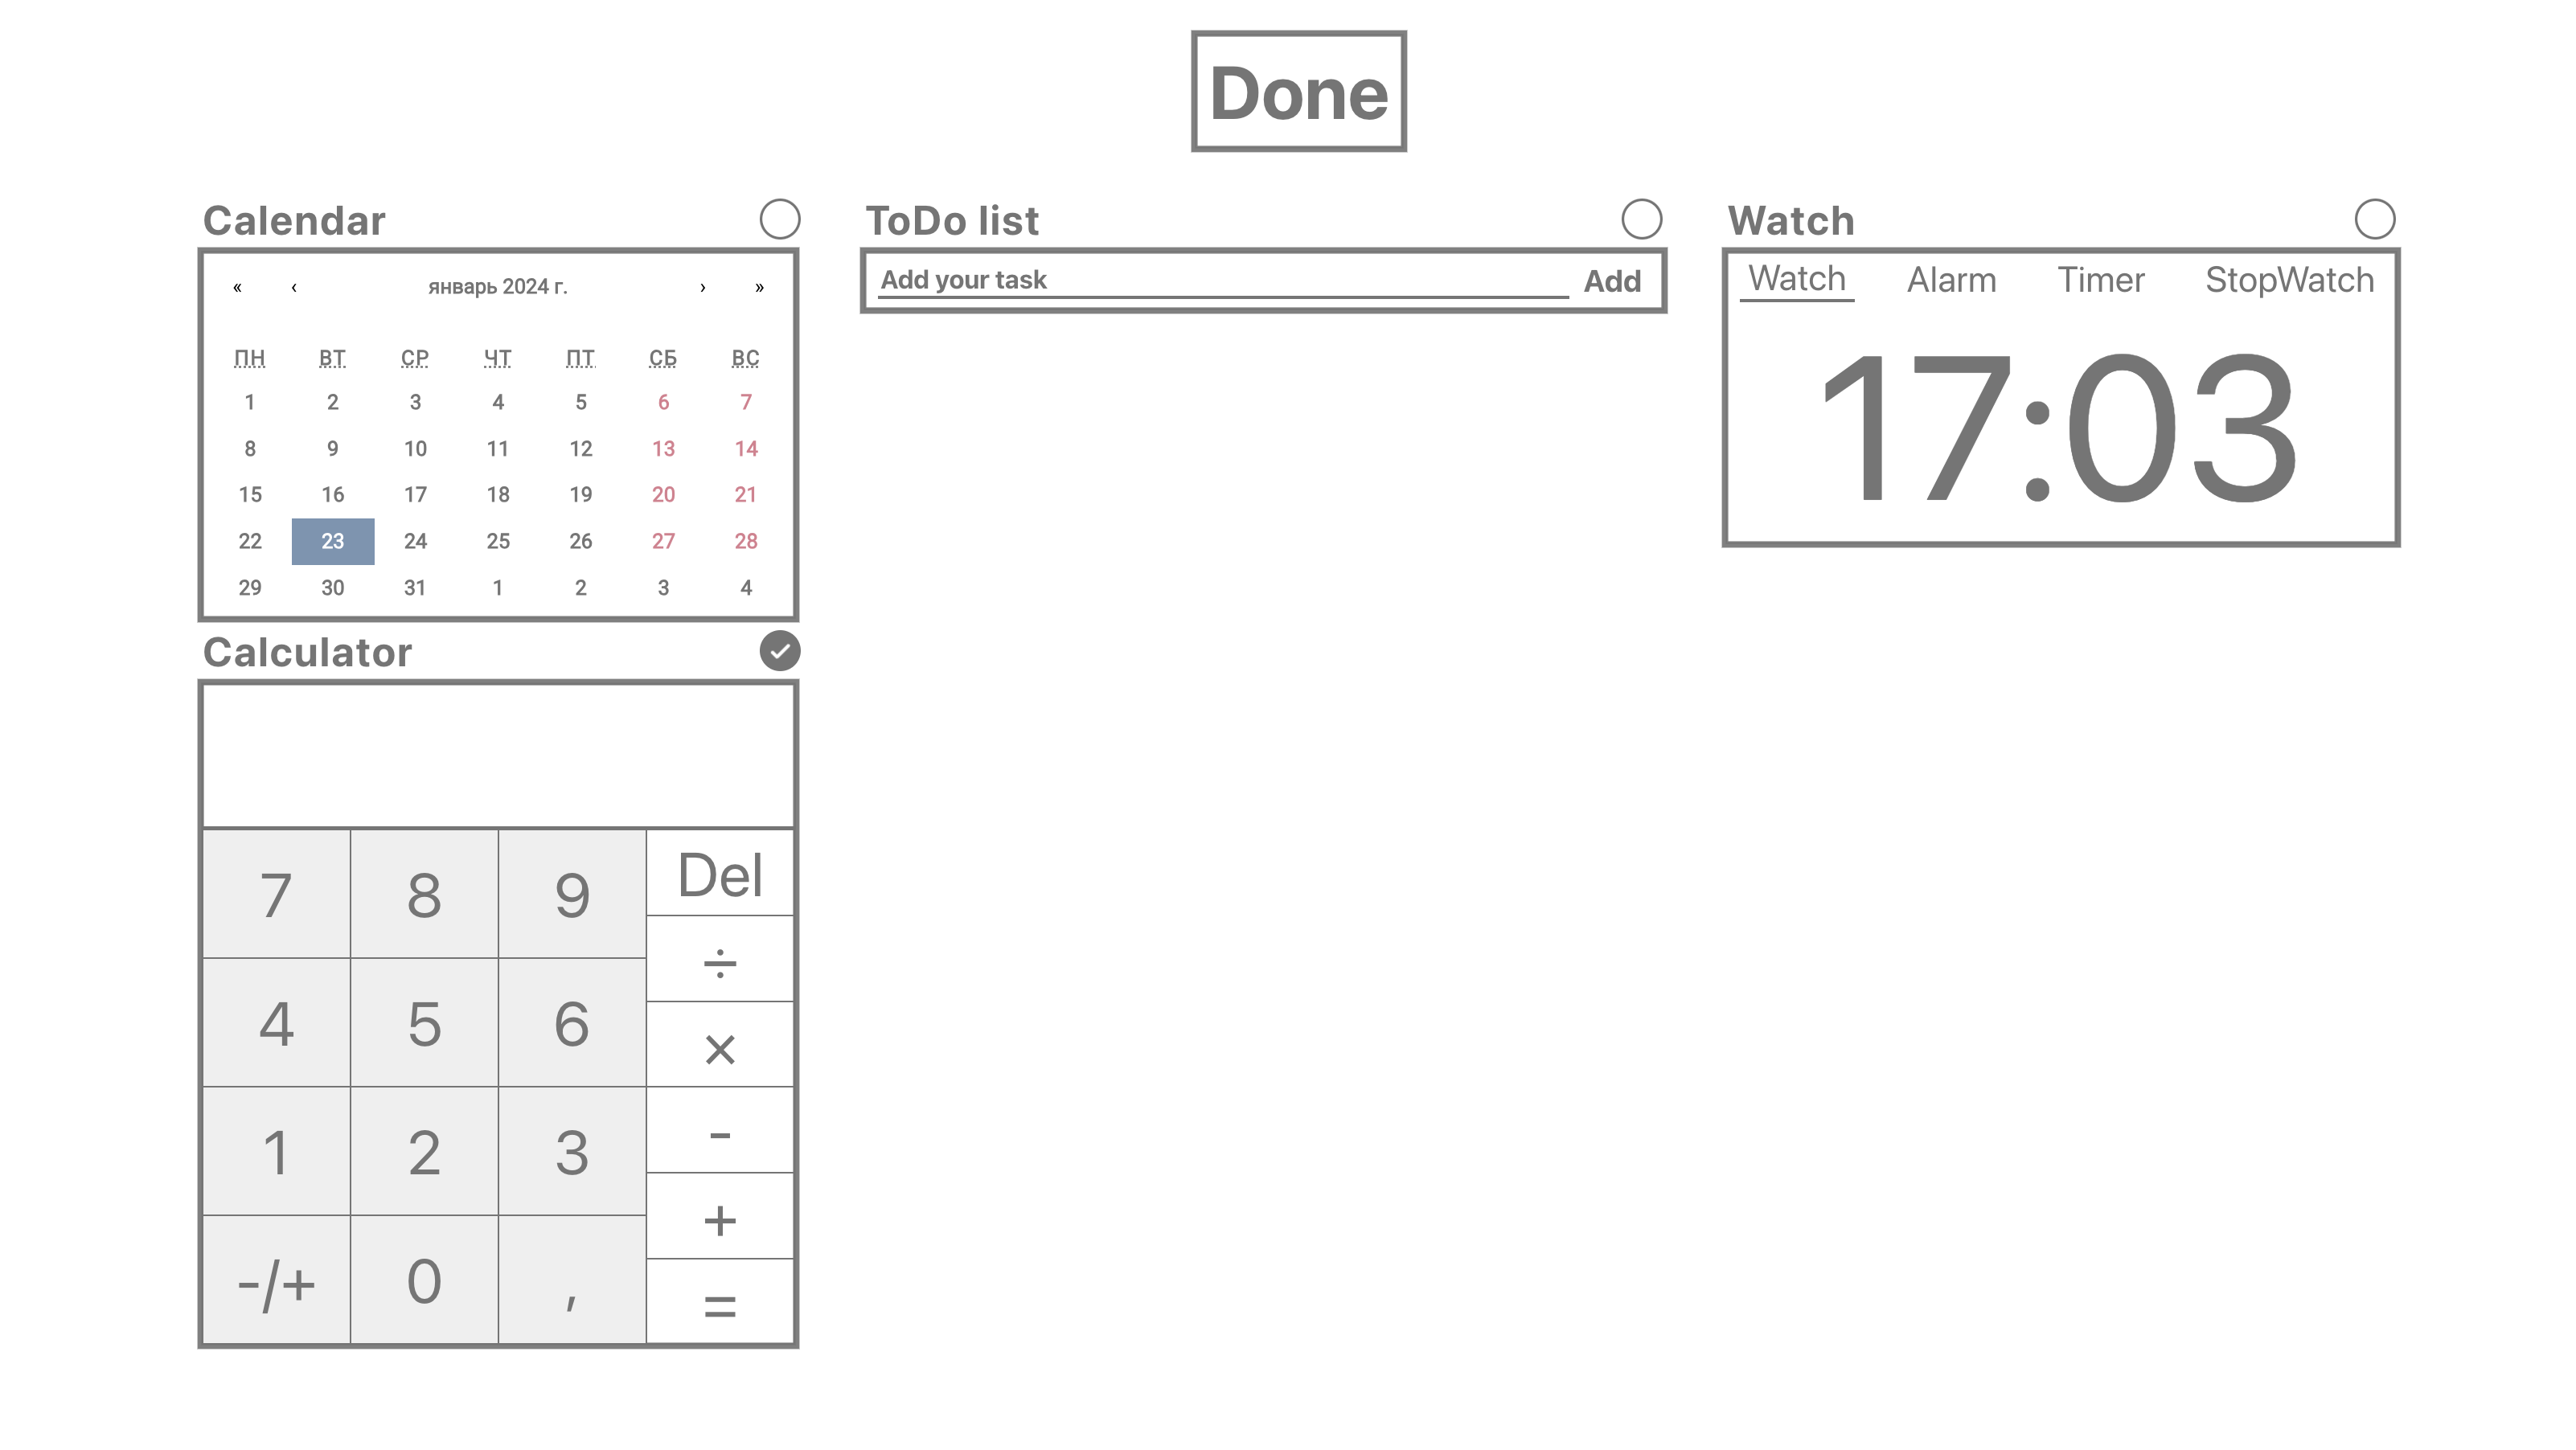 Done
Calendar
« ‹ январь 2024 г. › »
ПН ВТ СР ЧТ ПТ СБ ВС
1 2 3 4 5 6 7
8 9 10 11 12 13 14
15 16 17 18 19 20 21
22 23 24 25 26 27 28
29 30 31 1 2 3 4
Calculator
7 8 9 Del
÷
4 5 6 ×
1 2 3 -
+
-/+ 0 , =
ToDo list
Add your task Add
Watch
Watch Alarm Timer StopWatch
17:03